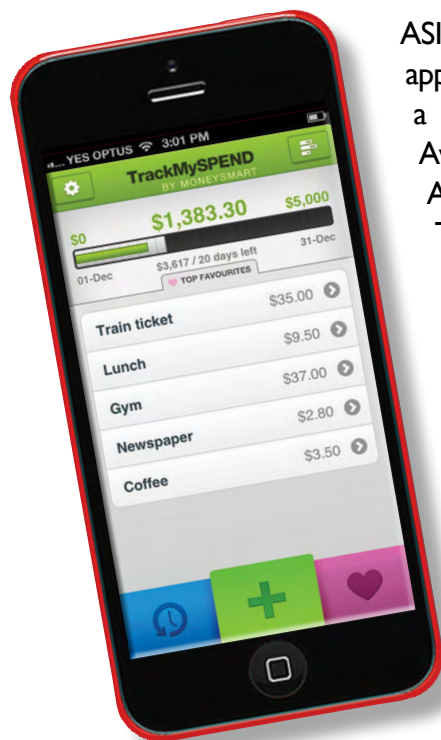 YES OPTUS 3:01 PM
TrackMySPEND
BY MONEYSMART
$0 $1,383.30 $5,000
01-Dec $3,617 / 20 days left 31-Dec
TOP FAVOURITES
Train ticket $35.00
Lunch $9.50
Gym $37.00
Newspaper $2.80
Coffee $3.50
ASI
app
a